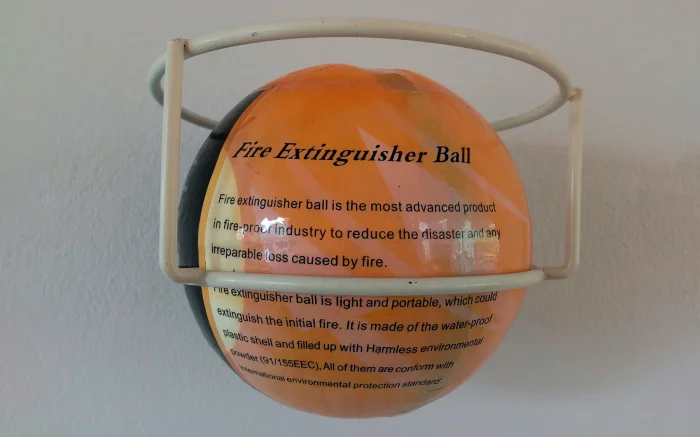 Fire Extinguisher Ball
Fire extinguisher ball is the most advanced product
in fire-proof industry to reduce the disaster and any
irreparable loss caused by fire.
Fire extinguisher ball is light and portable, which could
extinguish the initial fire. It is made of the water-proof
plastic shell and filled up with Harmless environmental
powder (91/155EEC), All of them are conform with
international environmental protection standard